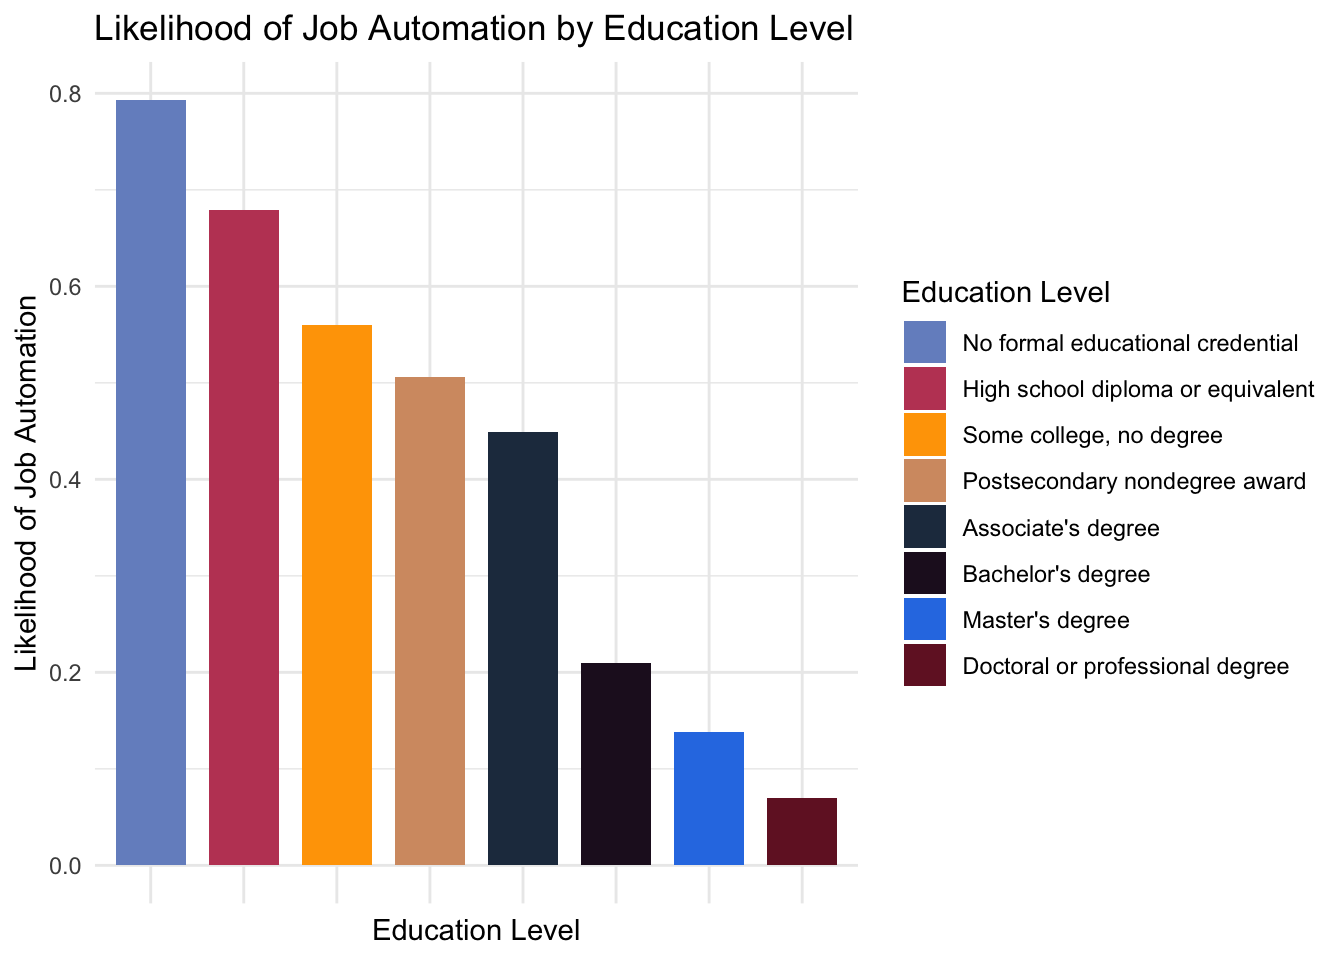 Likelihood of Job Automation by Education Level
Likelihood of Job Automation
0.8
0.6
0.4
0.2
0.0
Education Level
Education Level
No formal educational credential
High school diploma or equivalent
Some college, no degree
Postsecondary nondegree award
Associate's degree
Bachelor's degree
Master's degree
Doctoral or professional degree